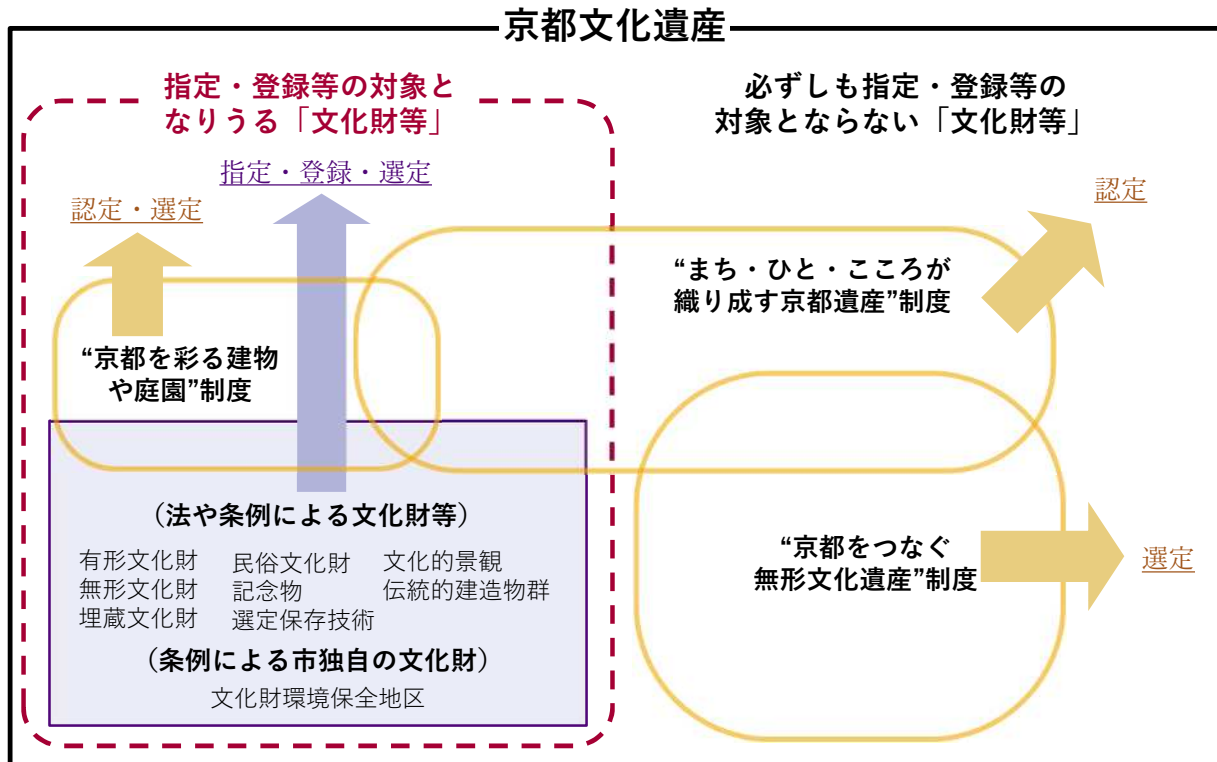 京都文化遺産
指定・登録等の対象と
なりうる「文化財等」
必ずしも指定・登録等の
対象とならない「文化財等」
指定・登録・選定
認定・選定
認定
“まち・ひと・こころが
織り成す京都遺産”制度
“京都を彩る建物
や庭園”制度
(法や条例による文化財等)
有形文化財 民俗文化財 文化的景観
無形文化財 記念物 伝統的建造物群
埋蔵文化財 選定保存技術
(条例による市独自の文化財)
文化財環境保全地区
“京都をつなぐ
無形文化遺産”制度
選定